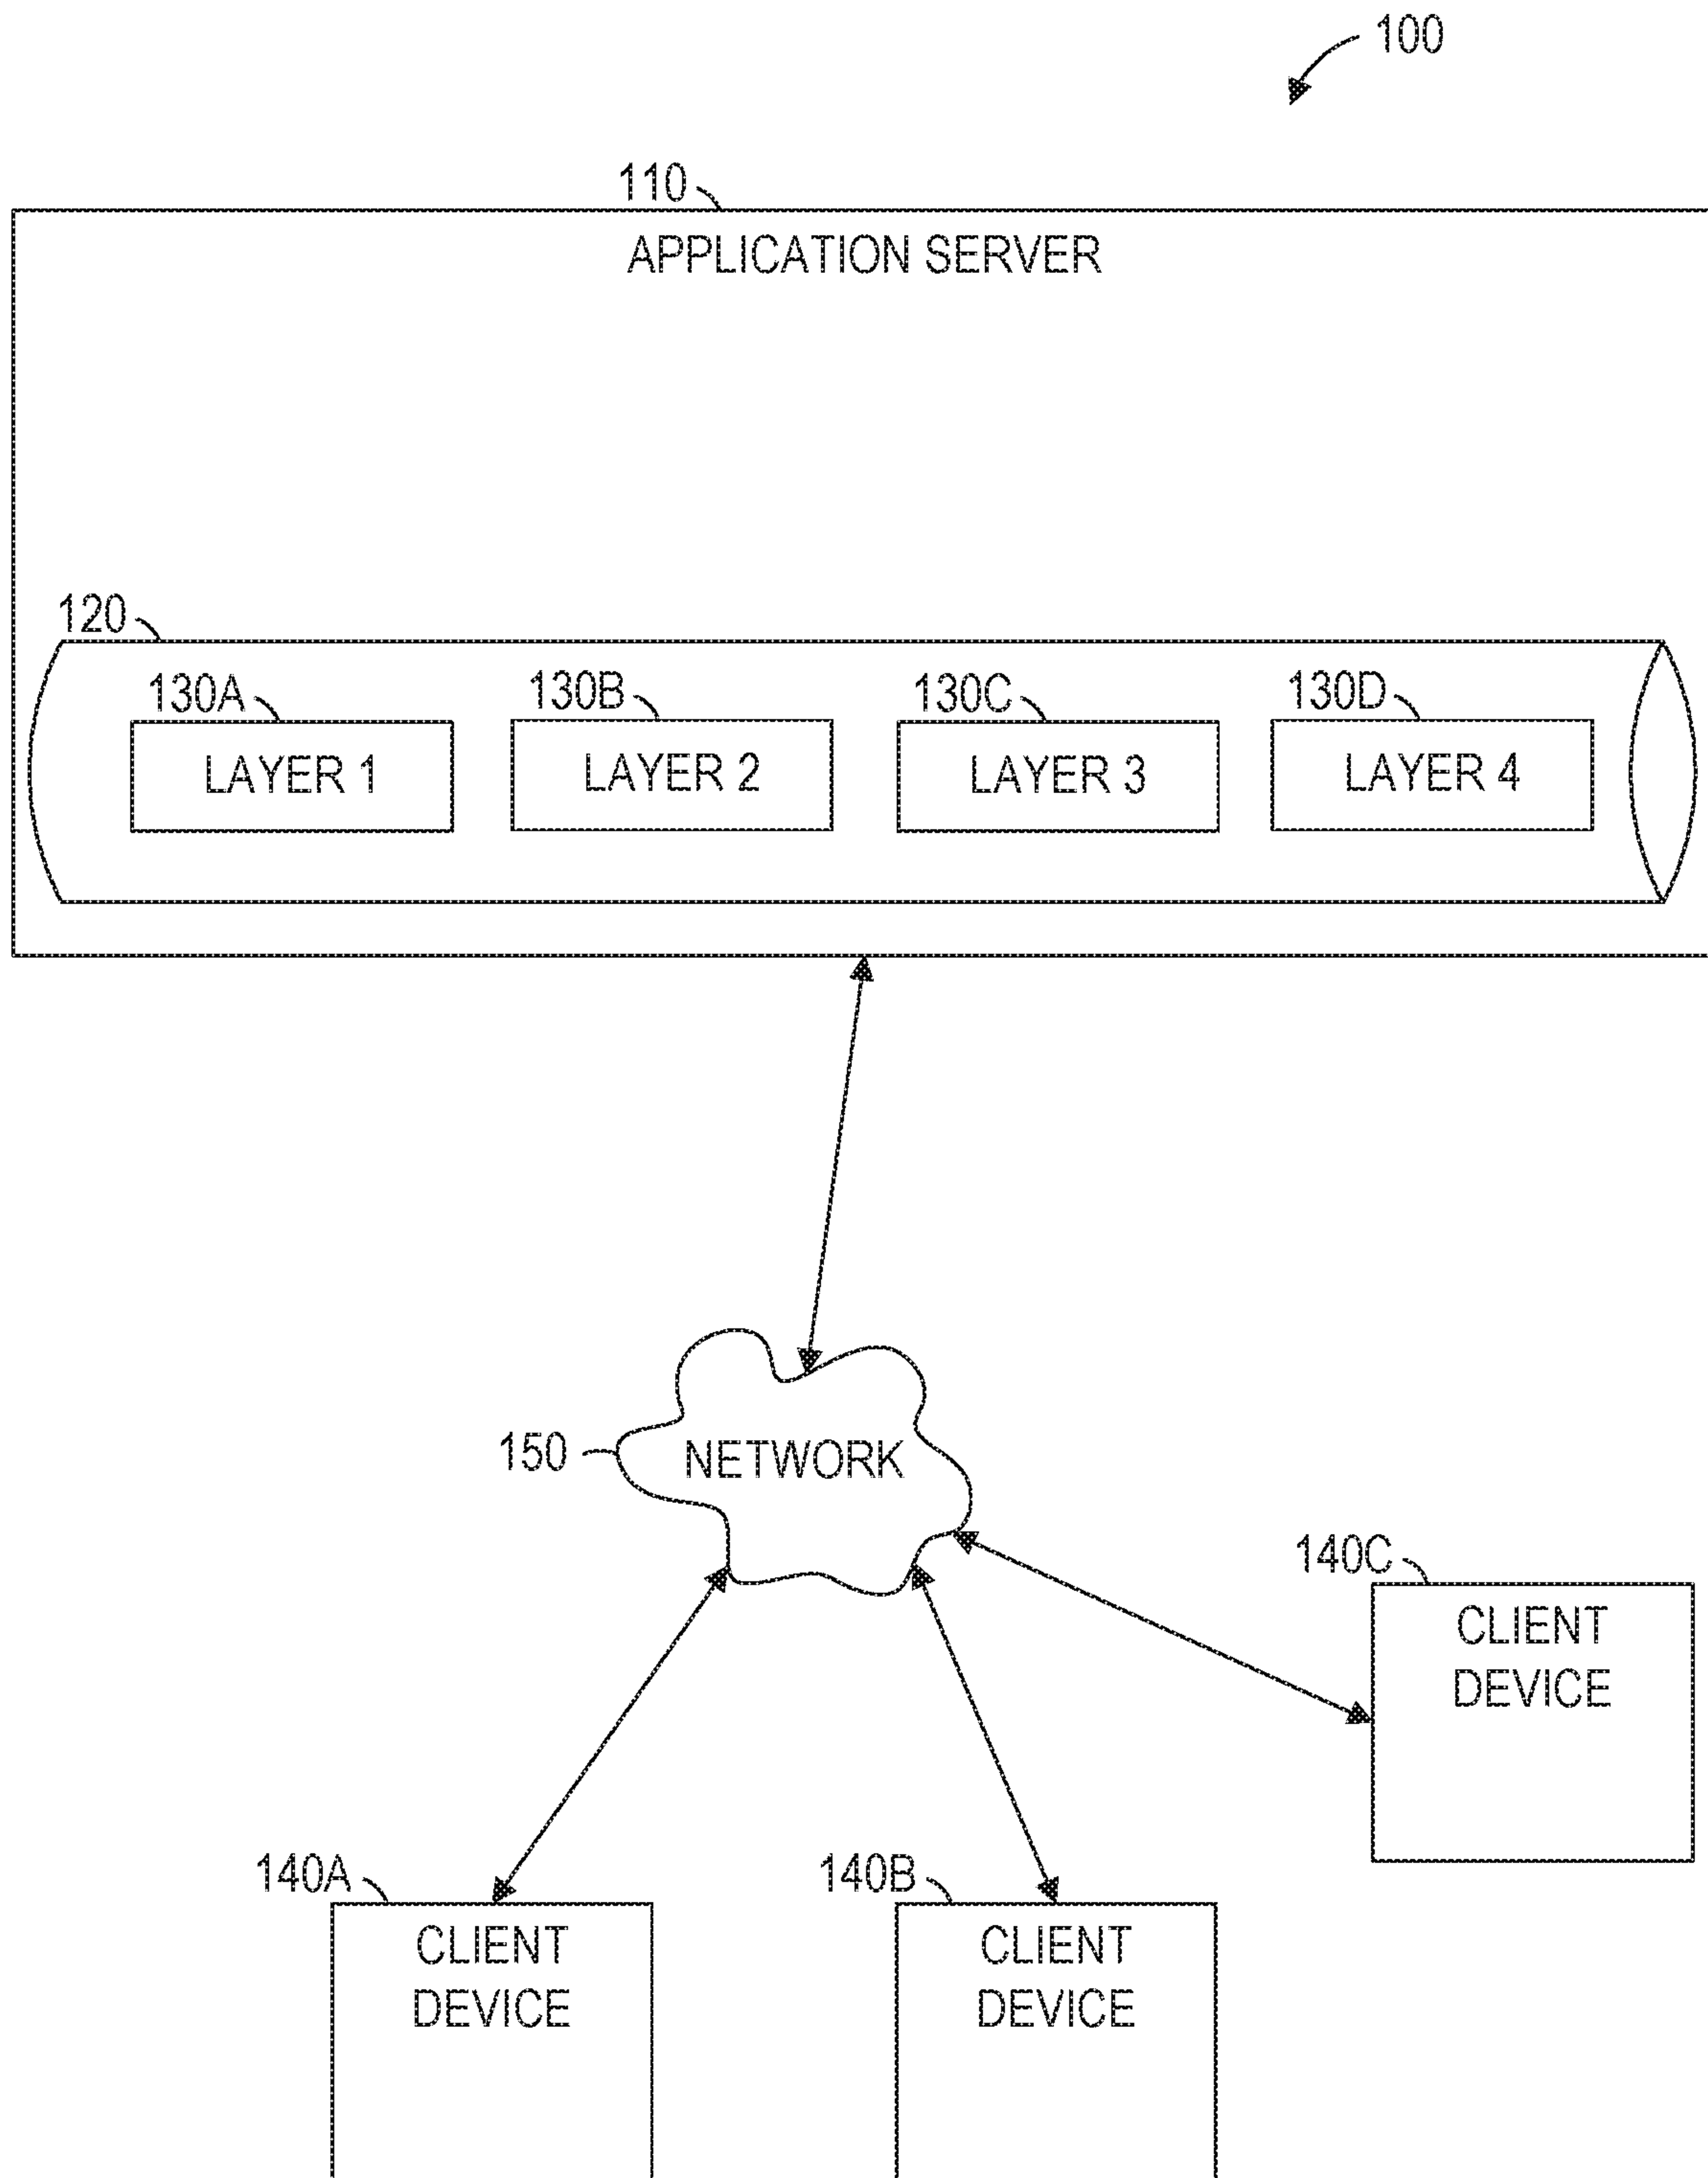 100
110
APPLICATION SERVER
120
130A
130B
130C
130D
LAYER 1
LAYER 2
LAYER 3
LAYER 4
150
NETWORK
140C
CLIENT
DEVICE
140A
140B
CLIENT
DEVICE
CLIENT
DEVICE